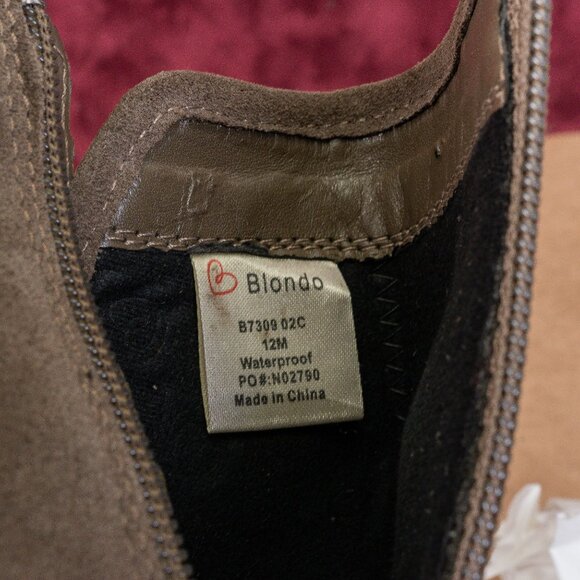 Blondo
B7309 02C
12M
Waterproof
PO#:N02790
Made in China